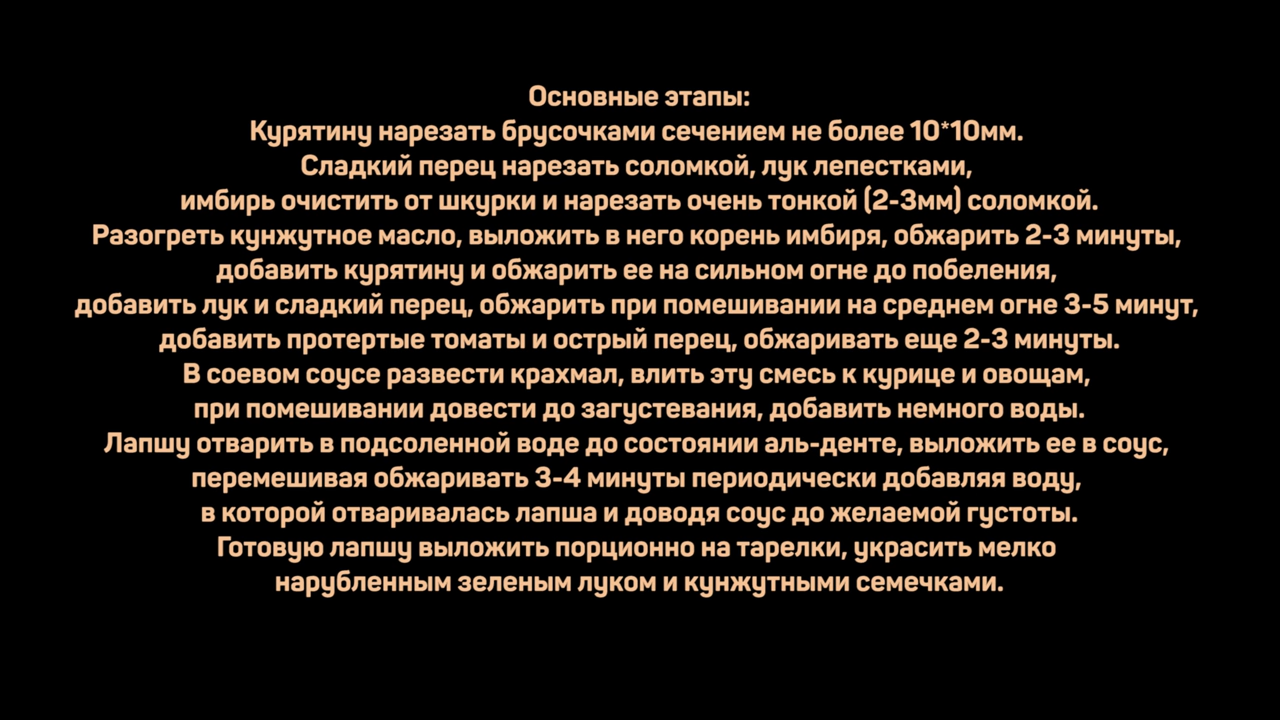 Основные этапы:
Курятину нарезать брусочками сечением не более 10*10мм.
Сладкий перец нарезать соломкой, лук лепестками,
имбирь очистить от шкурки и нарезать очень тонкой (2-3мм) соломкой.
Разогреть кунжутное масло, выложить в него корень имбиря, обжарить 2-3 минуты,
добавить курятину и обжарить ее на сильном огне до побеления,
добавить лук и сладкий перец, обжарить при помешивании на среднем огне 3-5 минут,
добавить протертые томаты и острый перец, обжаривать еще 2-3 минуты.
В соевом соусе развести крахмал, влить эту смесь к курице и овощам,
при помешивании довести до загустевания, добавить немного воды.
Лапшу отварить в подсоленной воде до состоянии аль-денте, выложить ее в соус,
перемешивая обжаривать 3-4 минуты периодически добавляя воду,
в которой отваривалась лапша и доводя соус до желаемой густоты.
Готовую лапшу выложить порционно на тарелки, украсить мелко
нарубленным зеленым луком и кунжутными семечками.